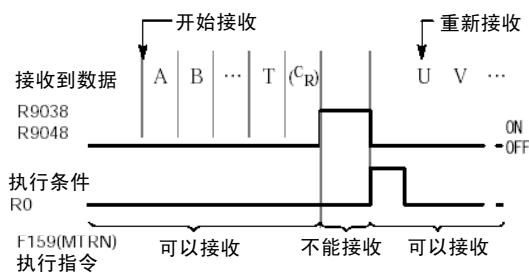 开始接收 重新接收
接收到数据 A B ··· T (CR) U V ···
R9038
R9048
ON
OFF
执行条件
R0
F159(MTRN) 可以接收 不能接收 可以接收
执行指令